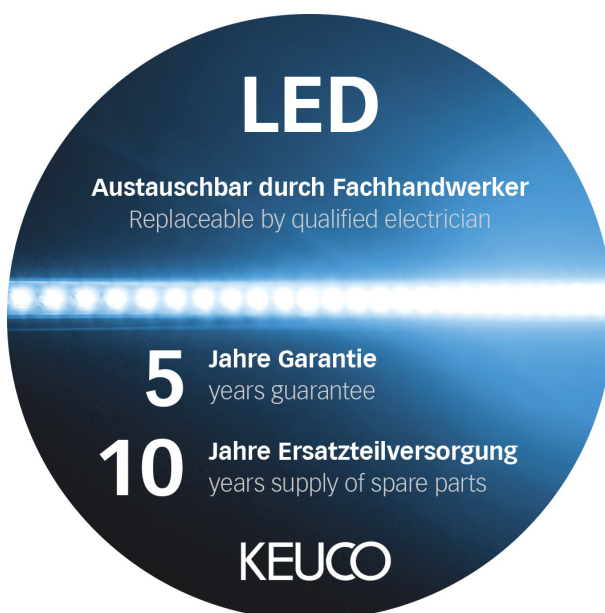 LED
Austauschbar durch Fachhandwerker
Replaceable by qualified electrician
5 Jahre Garantie
years guarantee
10 Jahre Ersatzteilversorgung
years supply of spare parts
KEUCO